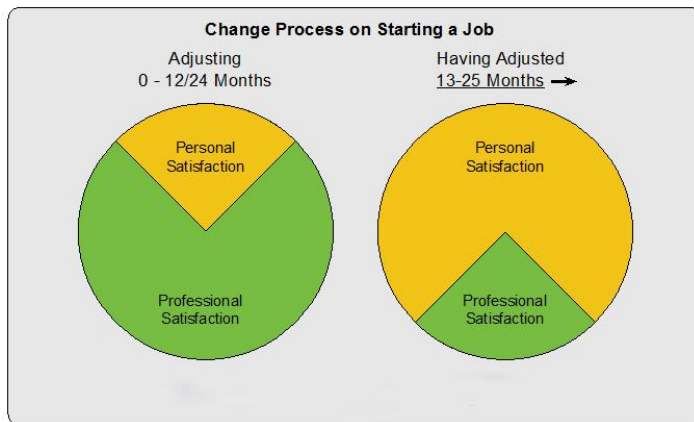 Change Process on Starting a Job
Adjusting
0 - 12/24 Months
Having Adjusted
13-25 Months
Personal
Satisfaction
Professional
Satisfaction
Personal
Satisfaction
Professional
Satisfaction